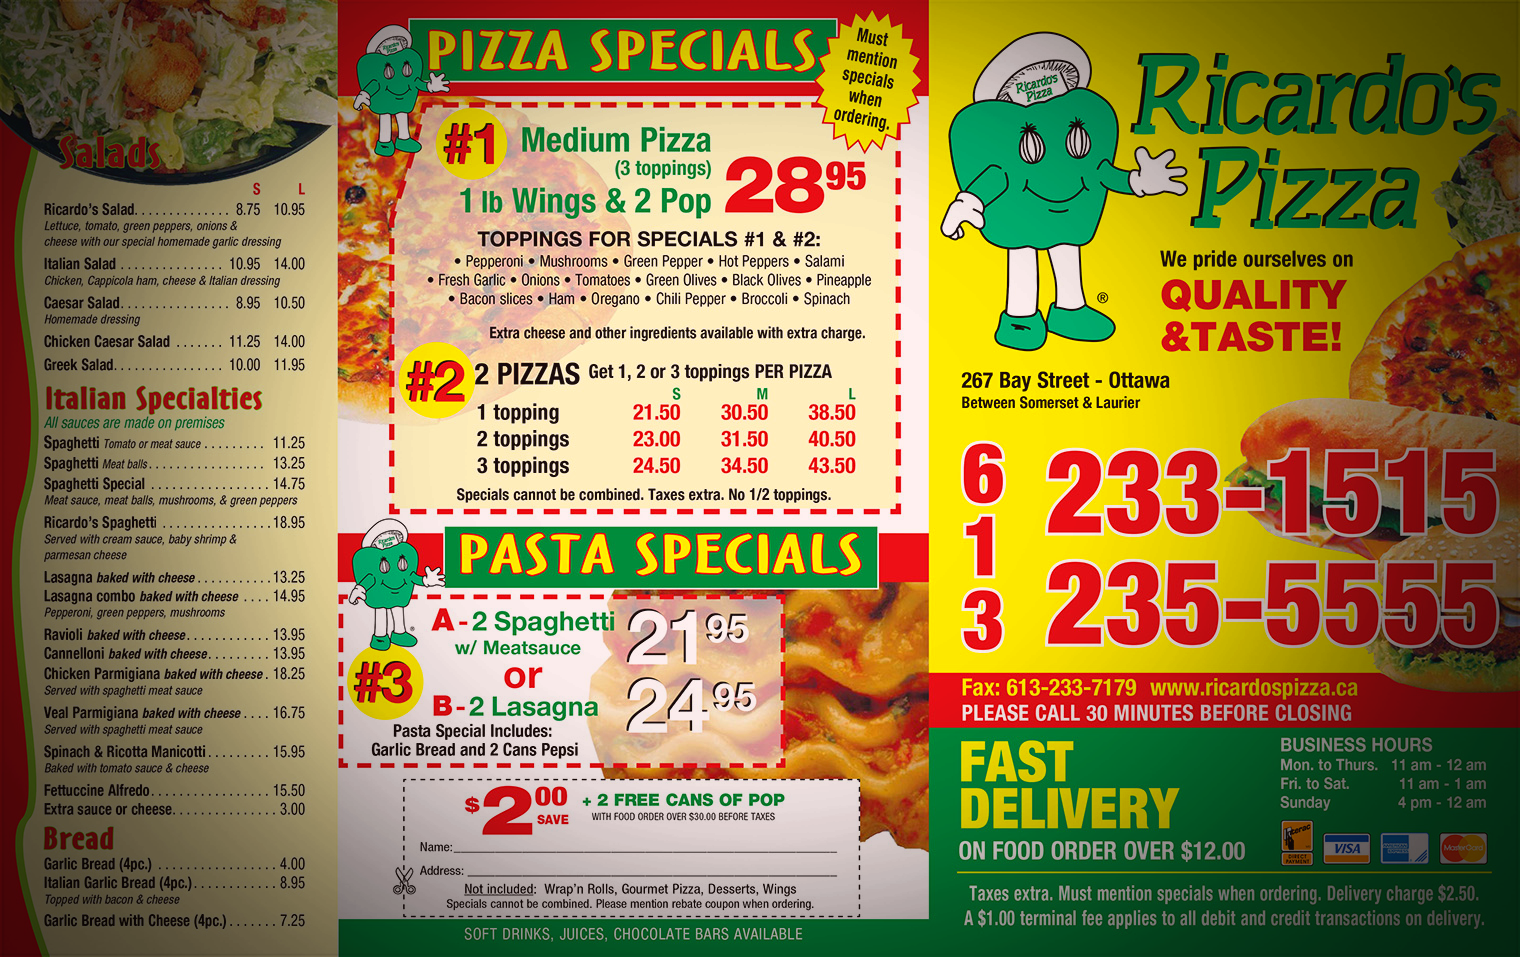 Salads
S L
Ricardo's Salad. . . . . . . . . . . . . . 8.75 10.95
Lettuce, tomato, green peppers, onions &
cheese with our special homemade garlic dressing
Italian Salad . . . . . . . . . . . . . . . 10.95 14.00
Chicken, Cappicola ham, cheese & Italian dressing
Caesar Salad. . . . . . . . . . . . . . . . 8.95 10.50
Homemade dressing
Chicken Caesar Salad . . . . . . . 11.25 14.00
Greek Salad. . . . . . . . . . . . . . . . 10.00 11.95
Italian Specialties
All sauces are made on premises
Spaghetti Tomato or meat sauce . . . . . . . . . 11.25
Spaghetti Meat balls. . . . . . . . . . . . . . . . . 13.25
Spaghetti Special . . . . . . . . . . . . . . . . . 14.75
Meat sauce, meat balls, mushrooms, & green peppers
Ricardo's Spaghetti . . . . . . . . . . . . . . . . 18.95
Served with cream sauce, baby shrimp &
parmesan cheese
Lasagna baked with cheese . . . . . . . . . . . 13.25
Lasagna combo baked with cheese . . . . 14.95
Pepperoni, green peppers, mushrooms
Ravioli baked with cheese. . . . . . . . . . . . 13.95
Cannelloni baked with cheese. . . . . . . . . 13.95
Chicken Parmigiana baked with cheese . 18.25
Served with spaghetti meat sauce
Veal Parmigiana baked with cheese . . . . 16.75
Served with spaghetti meat sauce
Spinach & Ricotta Manicotti. . . . . . . . . 15.95
Baked with tomato sauce & cheese
Fettuccine Alfredo. . . . . . . . . . . . . . . . . 15.50
Extra sauce or cheese. . . . . . . . . . . . . . . 3.00
Bread
Garlic Bread (4pc.) . . . . . . . . . . . . . . . . . 4.00
Italian Garlic Bread (4pc.). . . . . . . . . . . . 8.95
Topped with bacon & cheese
Garlic Bread with Cheese (4pc.). . . . . . . 7.25
Ricardo's
Pizza
PIZZA SPECIALS
Must
mention
specials
when
ordering.
#1 Medium Pizza
(3 toppings)
1 lb Wings & 2 Pop 28 95
TOPPINGS FOR SPECIALS #1 & #2:
• Pepperoni • Mushrooms • Green Pepper • Hot Peppers • Salami
• Fresh Garlic • Onions • Tomatoes • Green Olives • Black Olives • Pineapple
• Bacon slices • Ham • Oregano • Chili Pepper • Broccoli • Spinach
Extra cheese and other ingredients available with extra charge.
#2 2 PIZZAS Get 1, 2 or 3 toppings PER PIZZA
S M L
1 topping 21.50 30.50 38.50
2 toppings 23.00 31.50 40.50
3 toppings 24.50 34.50 43.50
Specials cannot be combined. Taxes extra. No 1/2 toppings.
Ricardo's
Pizza
PASTA SPECIALS
#3
A - 2 Spaghetti 21 95
w/ Meatsauce
or
B - 2 Lasagna 24 95
Pasta Special Includes:
Garlic Bread and 2 Cans Pepsi
$2 00 SAVE + 2 FREE CANS OF POP
WITH FOOD ORDER OVER $30.00 BEFORE TAXES
Name:
Address:
Not included: Wrap'n Rolls, Gourmet Pizza, Desserts, Wings
Specials cannot be combined. Please mention rebate coupon when ordering.
SOFT DRINKS, JUICES, CHOCOLATE BARS AVAILABLE
Ricardo's
Pizza
Ricardo's
Pizza
®
We pride ourselves on
QUALITY
&TASTE!
267 Bay Street - Ottawa
Between Somerset & Laurier
613
233-1515
235-5555
Fax: 613-233-7179 www.ricardospizza.ca
PLEASE CALL 30 MINUTES BEFORE CLOSING
FAST
DELIVERY
ON FOOD ORDER OVER $12.00
BUSINESS HOURS
Mon. to Thurs. 11 am - 12 am
Fri. to Sat. 11 am - 1 am
Sunday 4 pm - 12 am
Interac
DIRECT
PAYMENT
VISA
MasterCard
Taxes extra. Must mention specials when ordering. Delivery charge $2.50.
A $1.00 terminal fee applies to all debit and credit transactions on delivery.